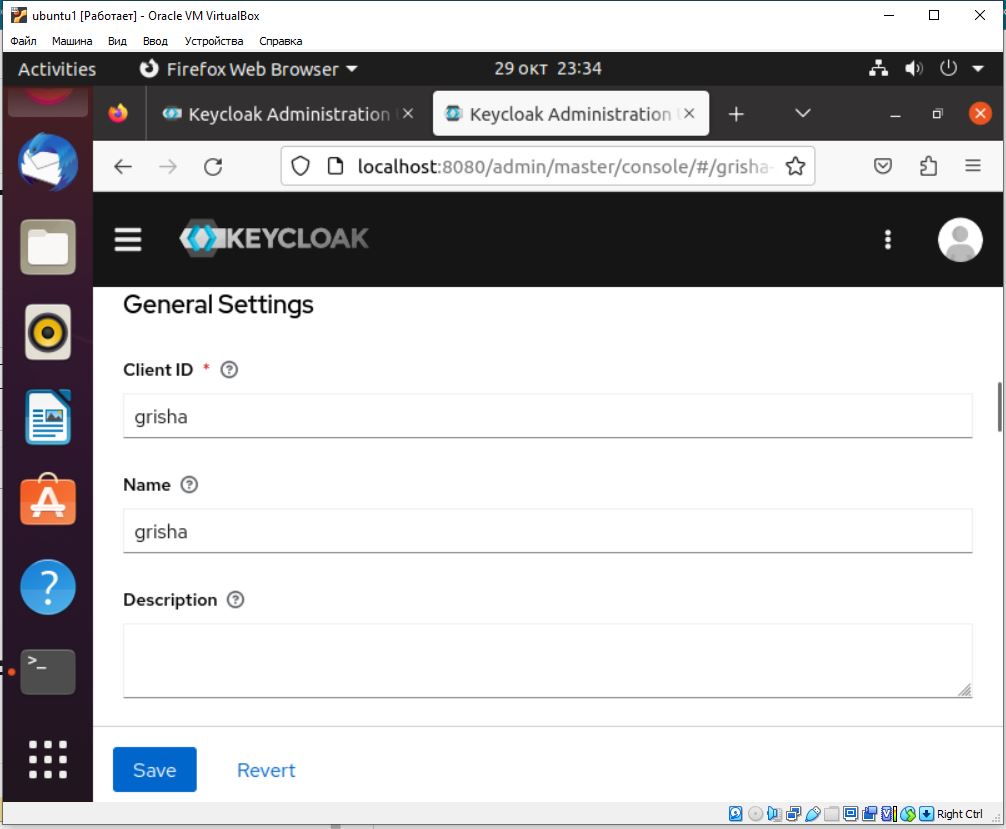 ubuntu1 [Работает] - Oracle VM VirtualBox
Файл Машина Вид Ввод Устройства Справка
Activities Firefox Web Browser 29 окт 23:34
Keycloak Administration Keycloak Administration
localhost:8080/admin/master/console/#/grisha-
KEYCLOAK
General Settings
Client ID *
grisha
Name
grisha
Description
Save Revert
Right Ctrl